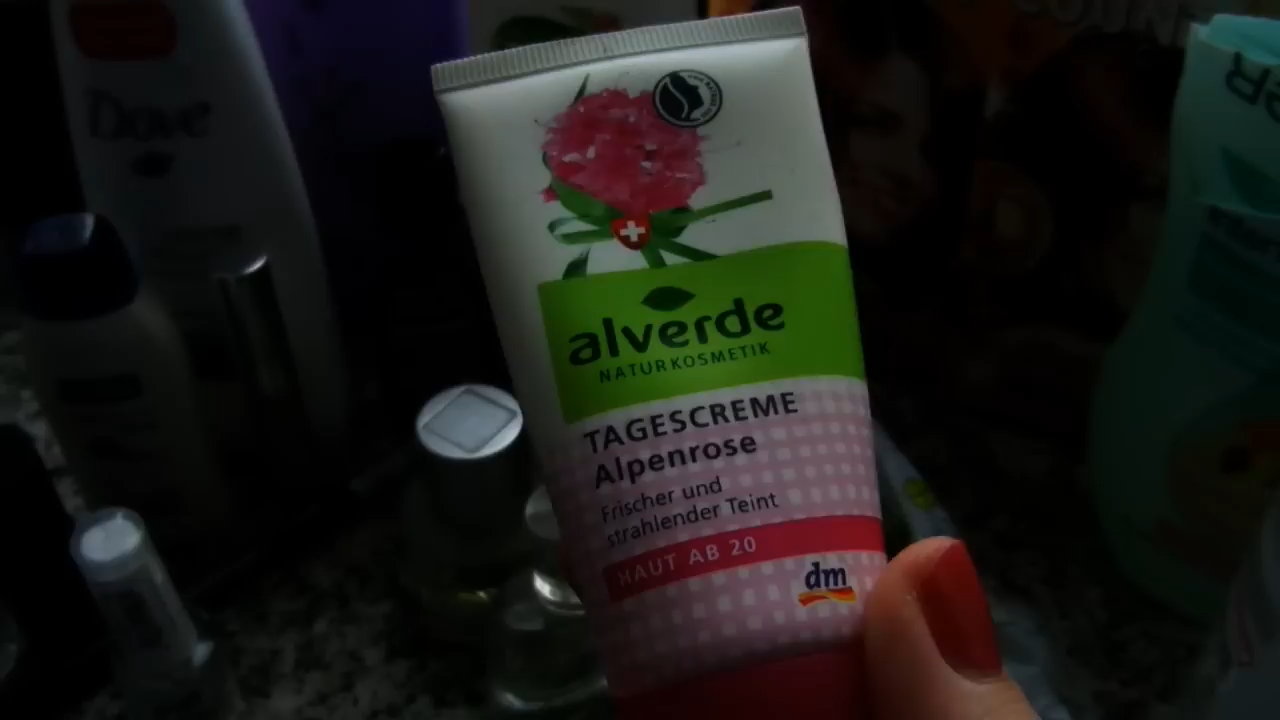 Dove
alverde
NATURKOSMETIK
TAGESCREME
Alpenrose
Frischer und
strahlender Teint
HAUT AB 20
dm